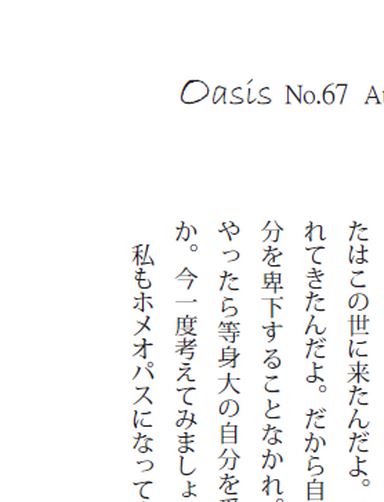 Oasis No.67
たはこの世に来たんだよ。
れてきたんだよ。だから自
分を卑下することなかれ。
やったら等身大の自分を
か。今一度考えてみましょ
私もホメオパスになって